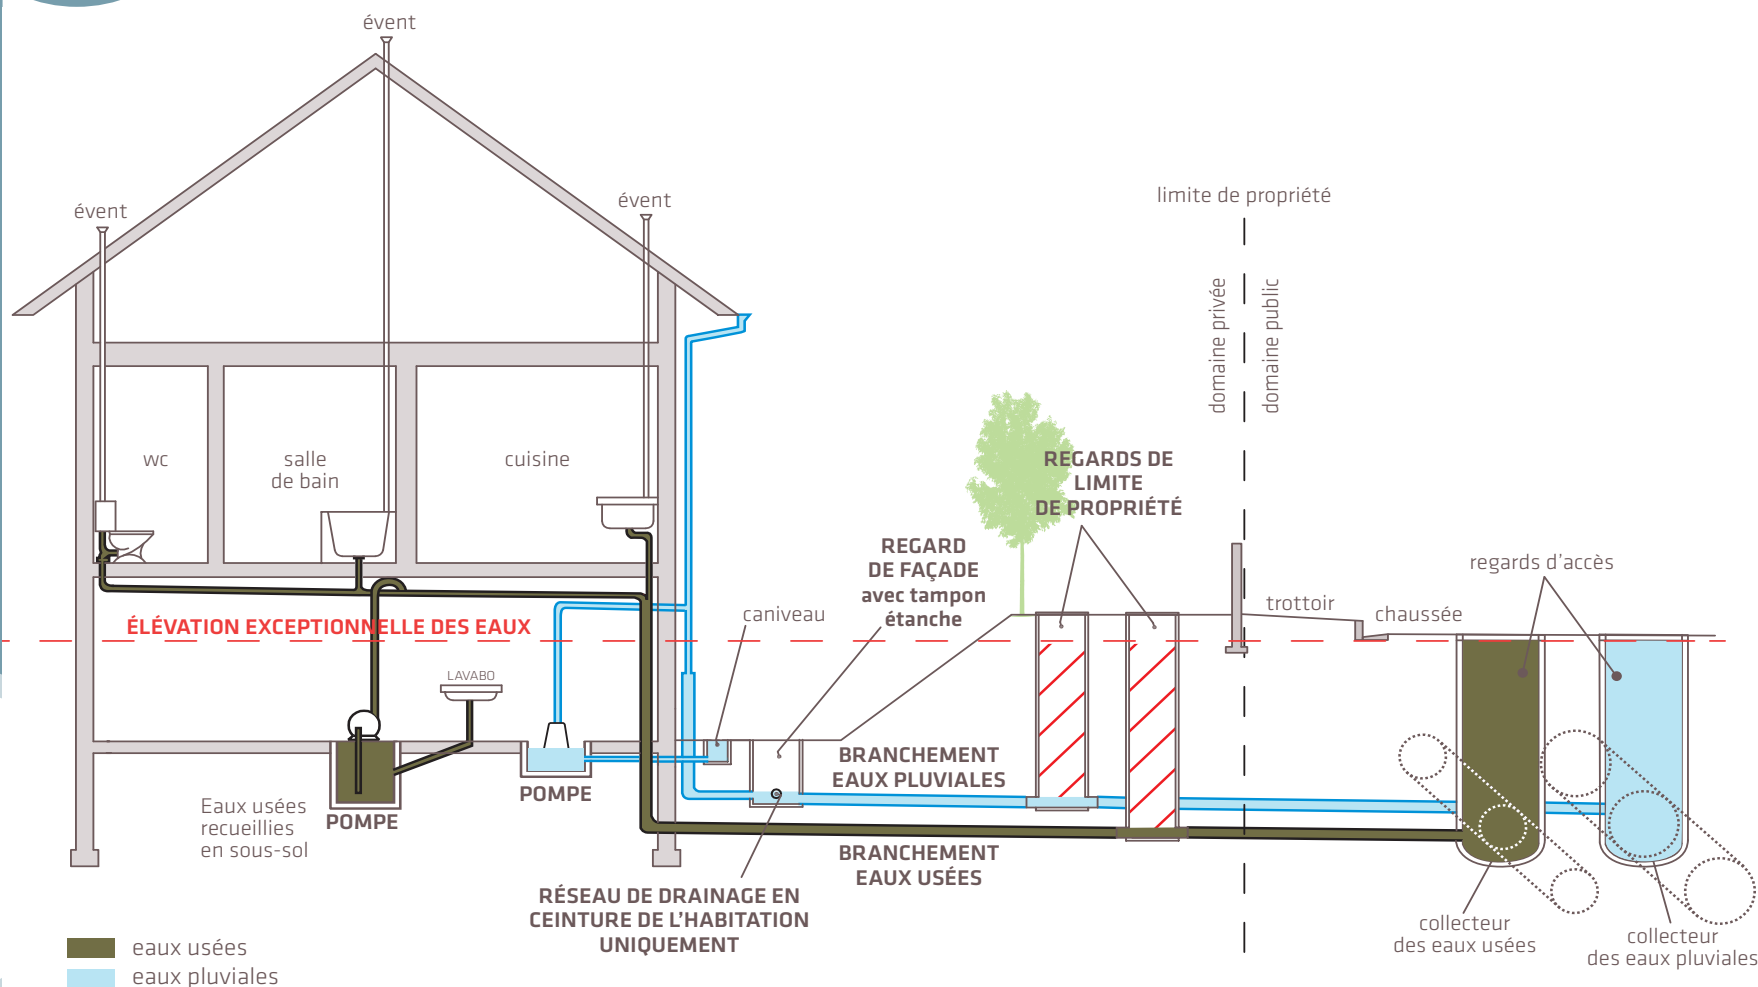 évent
évent
évent
limite de propriété
domaine privée
domaine public
wc
salle
de bain
cuisine
REGARDS DE
LIMITE
DE PROPRIÉTÉ
REGARD
DE FAÇADE
avec tampon
étanche
regards d'accès
trottoir
chaussée
caniveau
ÉLÉVATION EXCEPTIONNELLE DES EAUX
LAVABO
BRANCHEMENT
EAUX PLUVIALES
POMPE
POMPE
Eaux usées
recueillies
en sous-sol
BRANCHEMENT
EAUX USÉES
RÉSEAU DE DRAINAGE EN
CEINTURE DE L'HABITATION
UNIQUEMENT
collecteur
des eaux usées
collecteur
des eaux pluviales
eaux usées
eaux pluviales